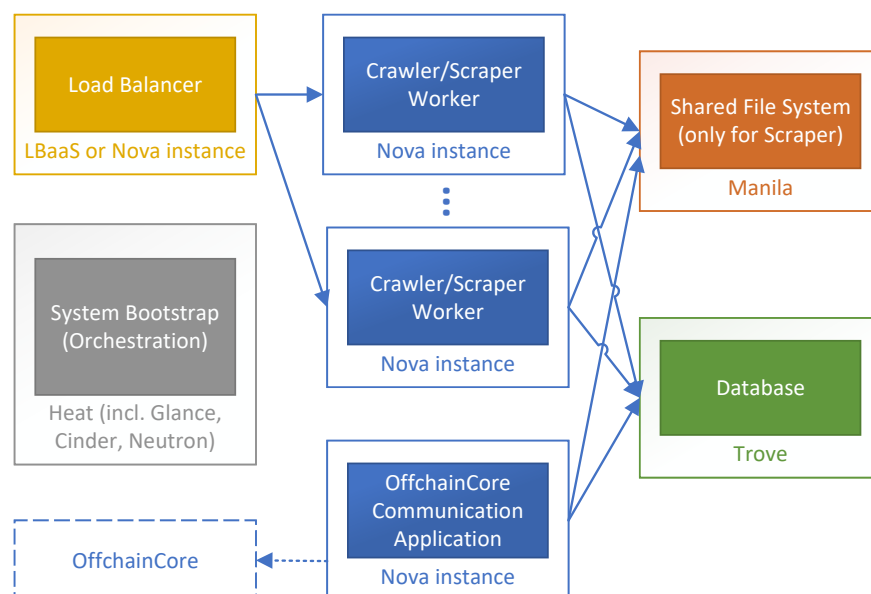 Load Balancer
LBaaS or Nova instance
Crawler/Scraper
Worker
Nova instance
Shared File System
(only for Scraper)
Manila
System Bootstrap
(Orchestration)
Heat (incl. Glance,
Cinder, Neutron)
Crawler/Scraper
Worker
Nova instance
Database
Trove
OffchainCore
Communication
Application
Nova instance
OffchainCore